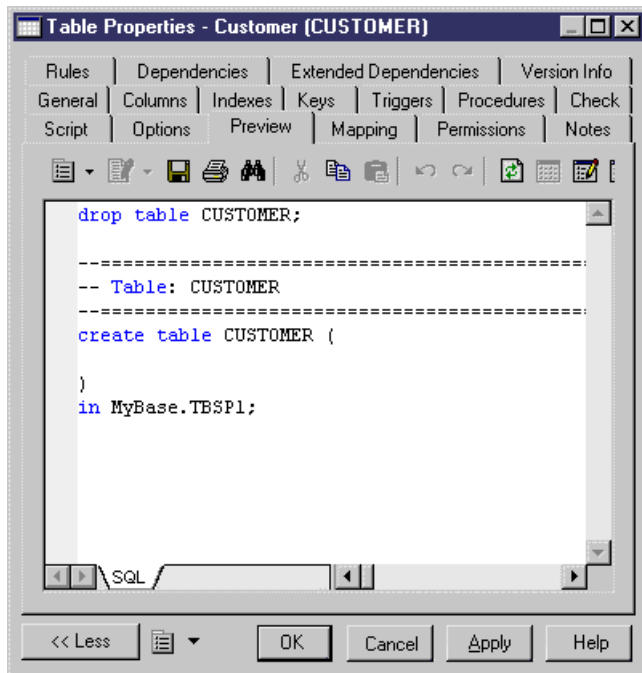 Table Properties - Customer (CUSTOMER)
Rules Dependencies Extended Dependencies Version Info
General Columns Indexes Keys Triggers Procedures Check
Script Options Preview Mapping Permissions Notes
drop table CUSTOMER;
--=============================================
-- Table: CUSTOMER
--=============================================
create table CUSTOMER (
)
in MyBase.TBSP1;
SQL
<< Less OK Cancel Apply Help